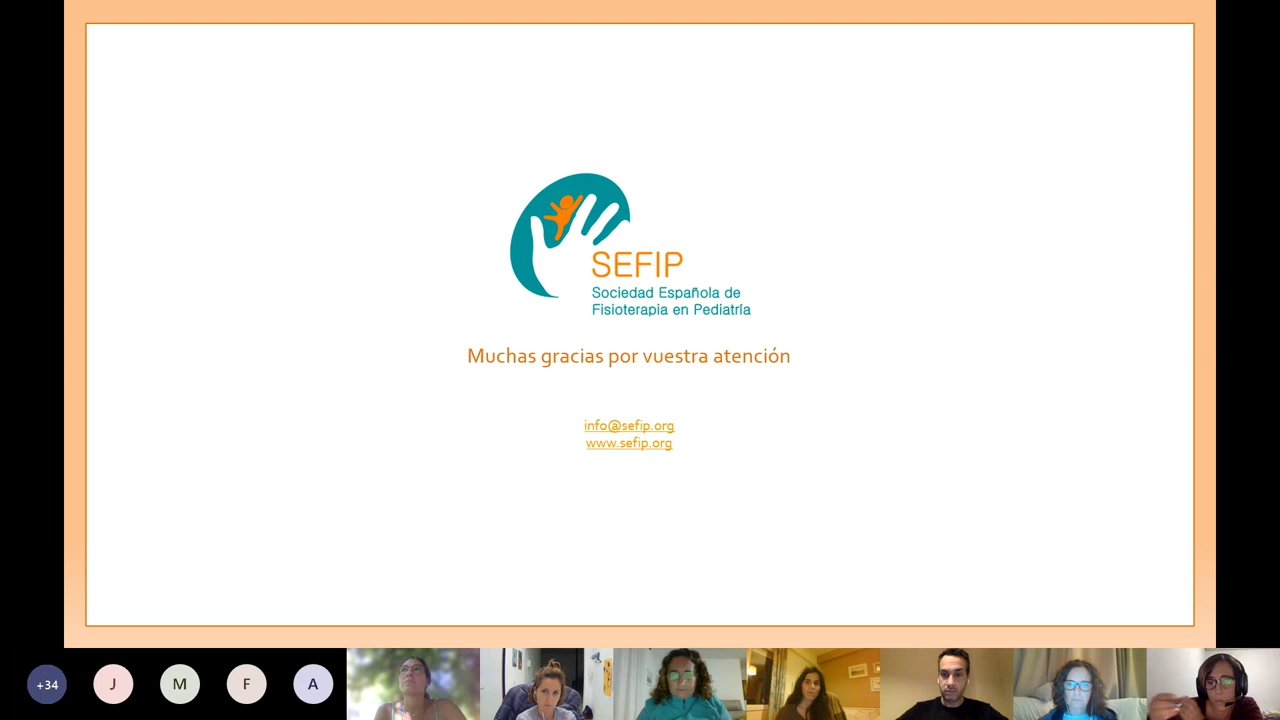 SEFIP
Sociedad Española de
Fisioterapia en Pediatría
Muchas gracias por vuestra atención
info@sefip.org
www.sefip.org
+34
J
M
F
A